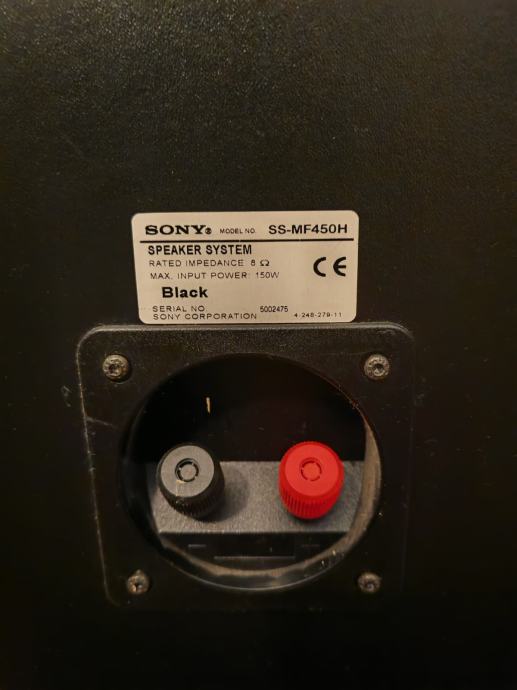 SONY® MODEL NO. SS-MF450H
SPEAKER SYSTEM
RATED IMPEDANCE 8 Ω
MAX. INPUT POWER: 150W
Black
SERIAL NO. 5002475
SONY CORPORATION 4-248-279-11
CE